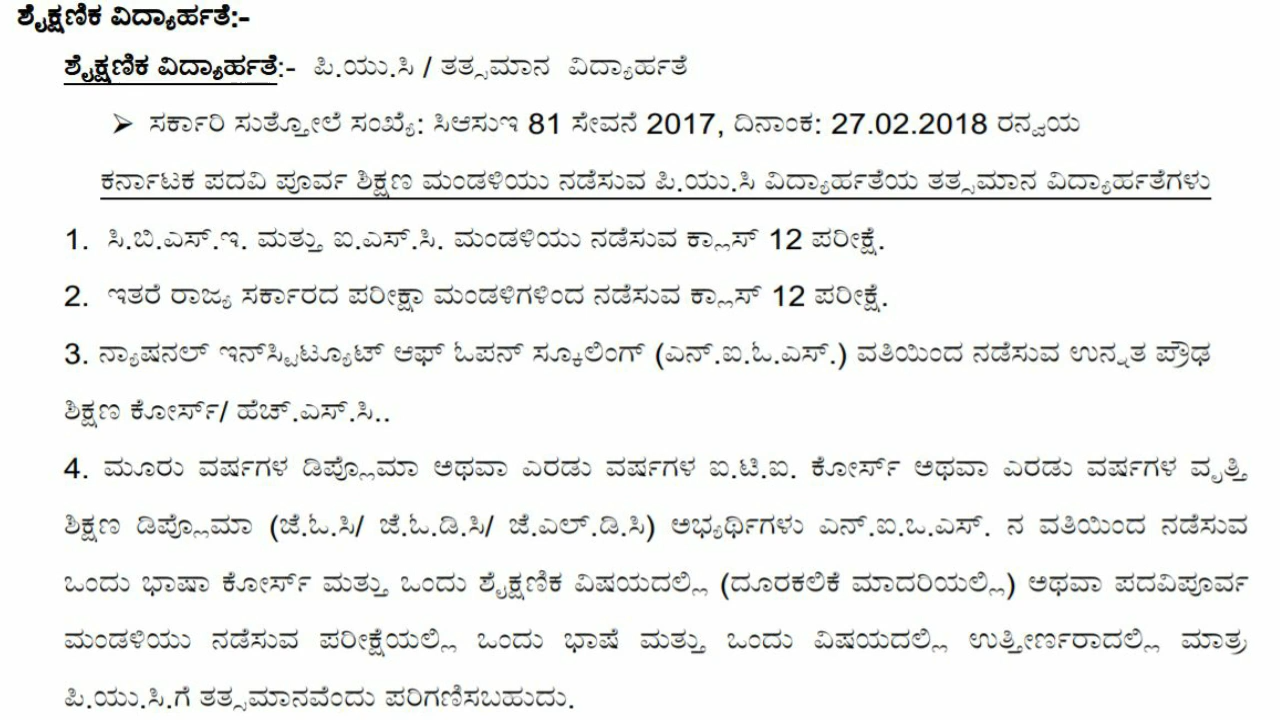 ಶೈಕ್ಷಣಿಕ ವಿದ್ಯಾರ್ಹತೆ:-
ಶೈಕ್ಷಣಿಕ ವಿದ್ಯಾರ್ಹತೆ:- ಪಿ.ಯು.ಸಿ / ತತ್ಸಮಾನ ವಿದ್ಯಾರ್ಹತೆ
➢ ಸರ್ಕಾರಿ ಸುತ್ತೋಲೆ ಸಂಖ್ಯೆ: ಸಿಆಸುಇ 81 ಸೇವನೆ 2017, ದಿನಾಂಕ: 27.02.2018 ರನ್ವಯ
ಕರ್ನಾಟಕ ಪದವಿ ಪೂರ್ವ ಶಿಕ್ಷಣ ಮಂಡಳಿಯು ನಡೆಸುವ ಪಿ.ಯು.ಸಿ ವಿದ್ಯಾರ್ಹತೆಯ ತತ್ಸಮಾನ ವಿದ್ಯಾರ್ಹತೆಗಳು
1. ಸಿ.ಬಿ.ಎಸ್.ಇ. ಮತ್ತು ಐ.ಎಸ್.ಸಿ. ಮಂಡಳಿಯು ನಡೆಸುವ ಕ್ಲಾಸ್ 12 ಪರೀಕ್ಷೆ.
2. ಇತರೆ ರಾಜ್ಯ ಸರ್ಕಾರದ ಪರೀಕ್ಷಾ ಮಂಡಳಿಗಳಿಂದ ನಡೆಸುವ ಕ್ಲಾಸ್ 12 ಪರೀಕ್ಷೆ.
3. ನ್ಯಾಷನಲ್ ಇನ್‌ಸ್ಟಿಟ್ಯೂಟ್ ಆಫ್ ಓಪನ್ ಸ್ಕೂಲಿಂಗ್ (ಎನ್.ಐ.ಓ.ಎಸ್.) ವತಿಯಿಂದ ನಡೆಸುವ ಉನ್ನತ ಪ್ರೌಢ
ಶಿಕ್ಷಣ ಕೋರ್ಸ್/ ಹೆಚ್.ಎಸ್.ಸಿ..
4. ಮೂರು ವರ್ಷಗಳ ಡಿಪ್ಲೊಮಾ ಅಥವಾ ಎರಡು ವರ್ಷಗಳ ಐ.ಟಿ.ಐ. ಕೋರ್ಸ್ ಅಥವಾ ಎರಡು ವರ್ಷಗಳ ವೃತ್ತಿ
ಶಿಕ್ಷಣ ಡಿಪ್ಲೊಮಾ (ಜೆ.ಓ.ಸಿ/ ಜೆ.ಓ.ಡಿ.ಸಿ/ ಜೆ.ಎಲ್.ಡಿ.ಸಿ) ಅಭ್ಯರ್ಥಿಗಳು ಎನ್.ಐ.ಒ.ಎಸ್. ನ ವತಿಯಿಂದ ನಡೆಸುವ
ಒಂದು ಭಾಷಾ ಕೋರ್ಸ್ ಮತ್ತು ಒಂದು ಶೈಕ್ಷಣಿಕ ವಿಷಯದಲ್ಲಿ (ದೂರಕಲಿಕೆ ಮಾದರಿಯಲ್ಲಿ) ಅಥವಾ ಪದವಿಪೂರ್ವ
ಮಂಡಳಿಯು ನಡೆಸುವ ಪರೀಕ್ಷೆಯಲ್ಲಿ ಒಂದು ಭಾಷೆ ಮತ್ತು ಒಂದು ವಿಷಯದಲ್ಲಿ ಉತ್ತೀರ್ಣರಾದಲ್ಲಿ ಮಾತ್ರ
ಪಿ.ಯು.ಸಿ.ಗೆ ತತ್ಸಮಾನವೆಂದು ಪರಿಗಣಿಸಬಹುದು.